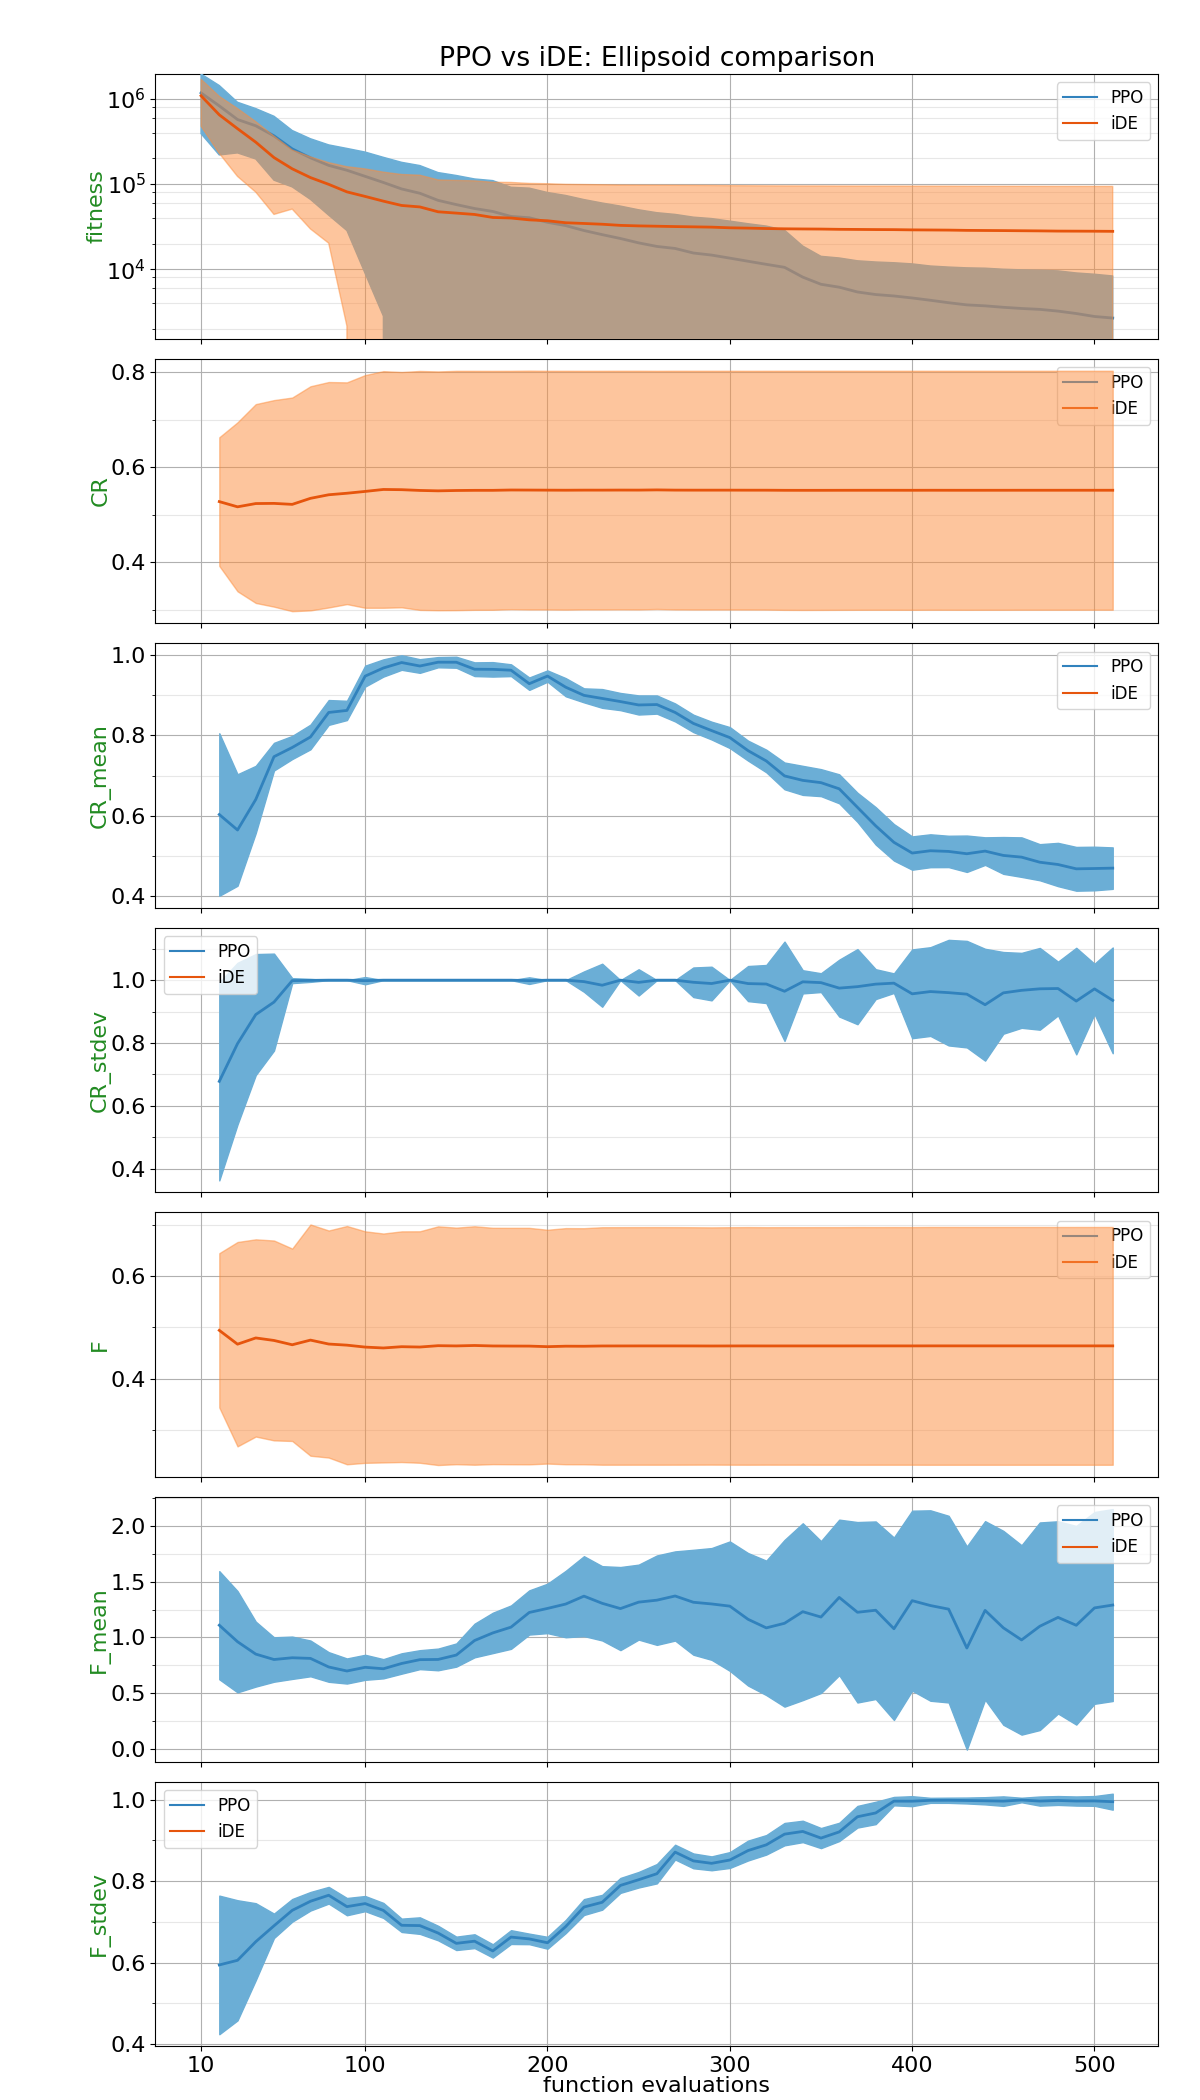 PPO vs iDE: Ellipsoid comparison
fitness
10^6
10^5
10^4
PPO
iDE
CR
0.8
0.6
0.4
PPO
iDE
CR_mean
1.0
0.8
0.6
0.4
PPO
iDE
CR_stdev
1.0
0.8
0.6
0.4
PPO
iDE
F
0.6
0.4
PPO
iDE
F_mean
2.0
1.5
1.0
0.5
0.0
PPO
iDE
F_stdev
1.0
0.8
0.6
0.4
PPO
iDE
10 100 200 300 400 500
function evaluations